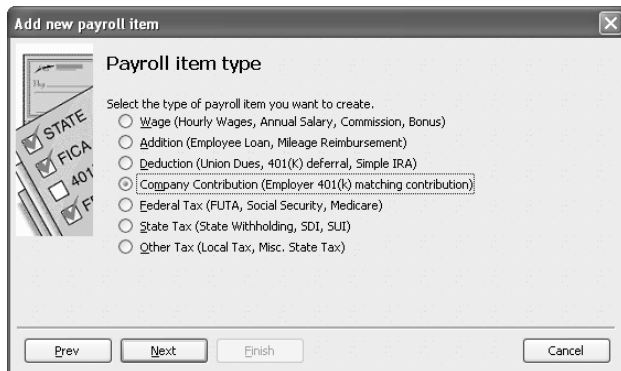 Add new payroll item
STATE
FICA
401
Payroll item type
Select the type of payroll item you want to create.
Wage (Hourly Wages, Annual Salary, Commission, Bonus)
Addition (Employee Loan, Mileage Reimbursement)
Deduction (Union Dues, 401(K) deferral, Simple IRA)
Company Contribution (Employer 401(k) matching contribution)
Federal Tax (FUTA, Social Security, Medicare)
State Tax (State Withholding, SDI, SUI)
Other Tax (Local Tax, Misc. State Tax)
Prev
Next
Finish
Cancel